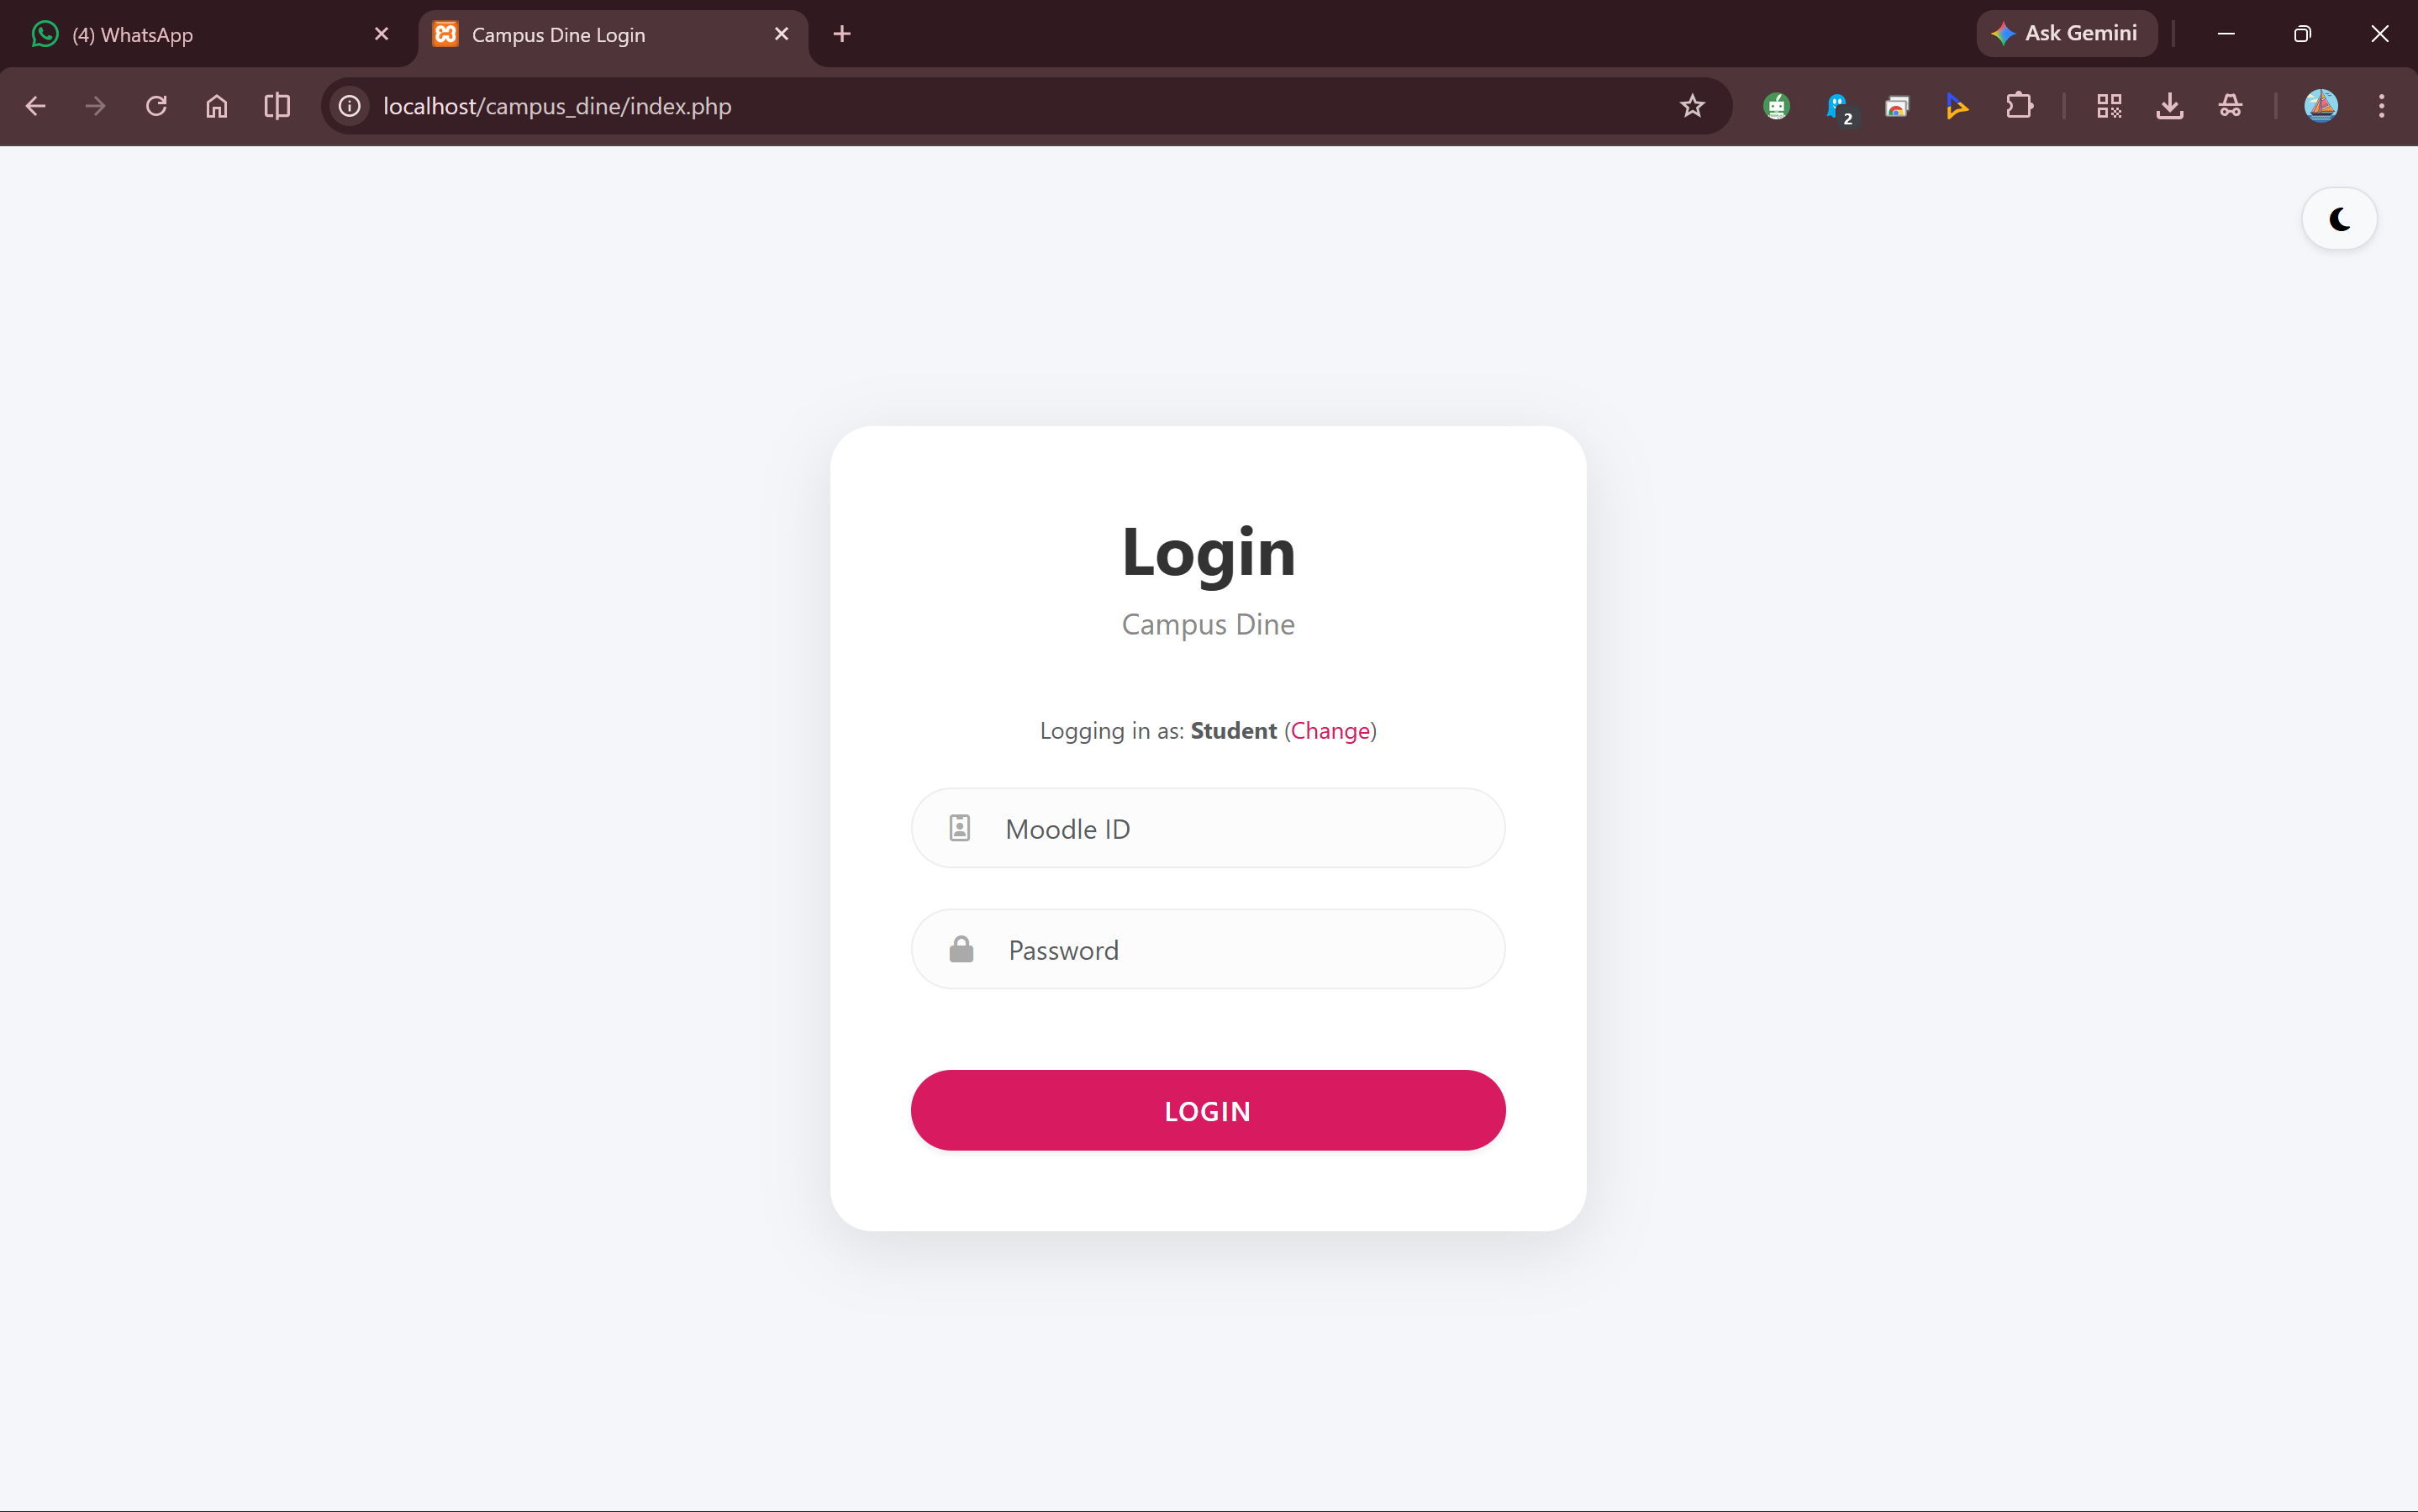 (4) WhatsApp
Campus Dine Login
Ask Gemini
localhost/campus_dine/index.php
2
Login
Campus Dine
Logging in as: Student (Change)
Moodle ID
Password
LOGIN